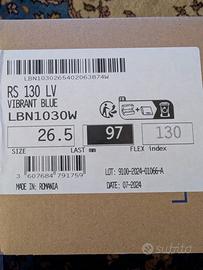 LBN1030265402063874W
RS 130 LV
VIBRANT BLUE
LBN1030W
26.5 97 130
SIZE LAST mm FLEX index
LOT: 9100-2024-01066-A
MADE IN: ROMANIA DATE: 07-2024
3 607684 791759
subito